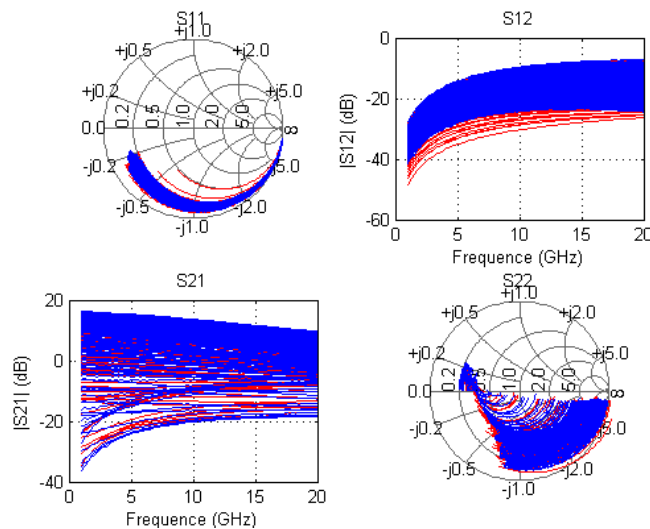 S11
+j1.0
+j0.5
+j2.0
+j0.2
+j5.0
0.0
0.2
0.5
1.0
2.0
5.0
∞
-j0.2
-j5.0
-j0.5
-j2.0
-j1.0
S12
|S12| (dB)
0
-20
-40
-60
0
5
10
15
20
Frequence (GHz)
S21
|S21| (dB)
20
0
-20
-40
0
5
10
15
20
Frequence (GHz)
S22
+j1.0
+j0.5
+j2.0
+j0.2
+j5.0
0.0
0.2
0.5
1.0
2.0
5.0
∞
-j0.2
-j5.0
-j0.5
-j2.0
-j1.0